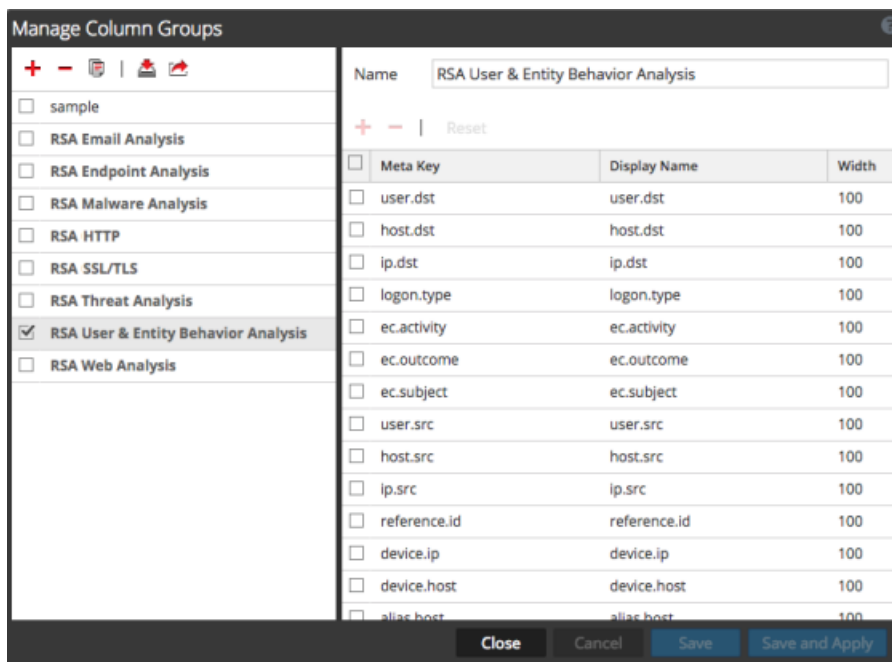 Manage Column Groups
sample
RSA Email Analysis
RSA Endpoint Analysis
RSA Malware Analysis
RSA HTTP
RSA SSL/TLS
RSA Threat Analysis
RSA User & Entity Behavior Analysis
RSA Web Analysis
Name RSA User & Entity Behavior Analysis
Reset
Meta Key Display Name Width
user.dst user.dst 100
host.dst host.dst 100
ip.dst ip.dst 100
logon.type logon.type 100
ec.activity ec.activity 100
ec.outcome ec.outcome 100
ec.subject ec.subject 100
user.src user.src 100
host.src host.src 100
ip.src ip.src 100
reference.id reference.id 100
device.ip device.ip 100
device.host device.host 100
alias.host alias.host 100
Close Cancel Save Save and Apply